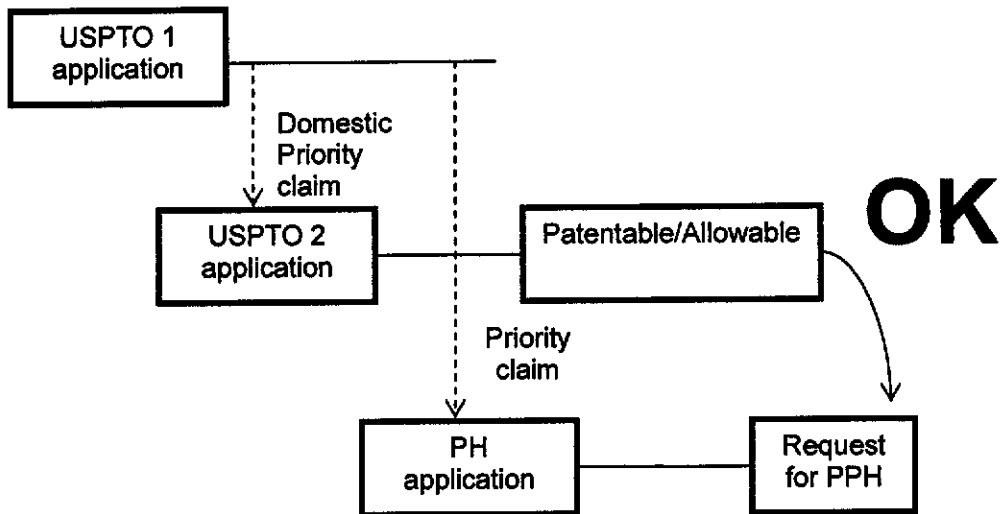 USPTO 1
application
Domestic
Priority
claim
OK
USPTO 2
application
Patentable/Allowable
Priority
claim
PH
application
Request
for PPH